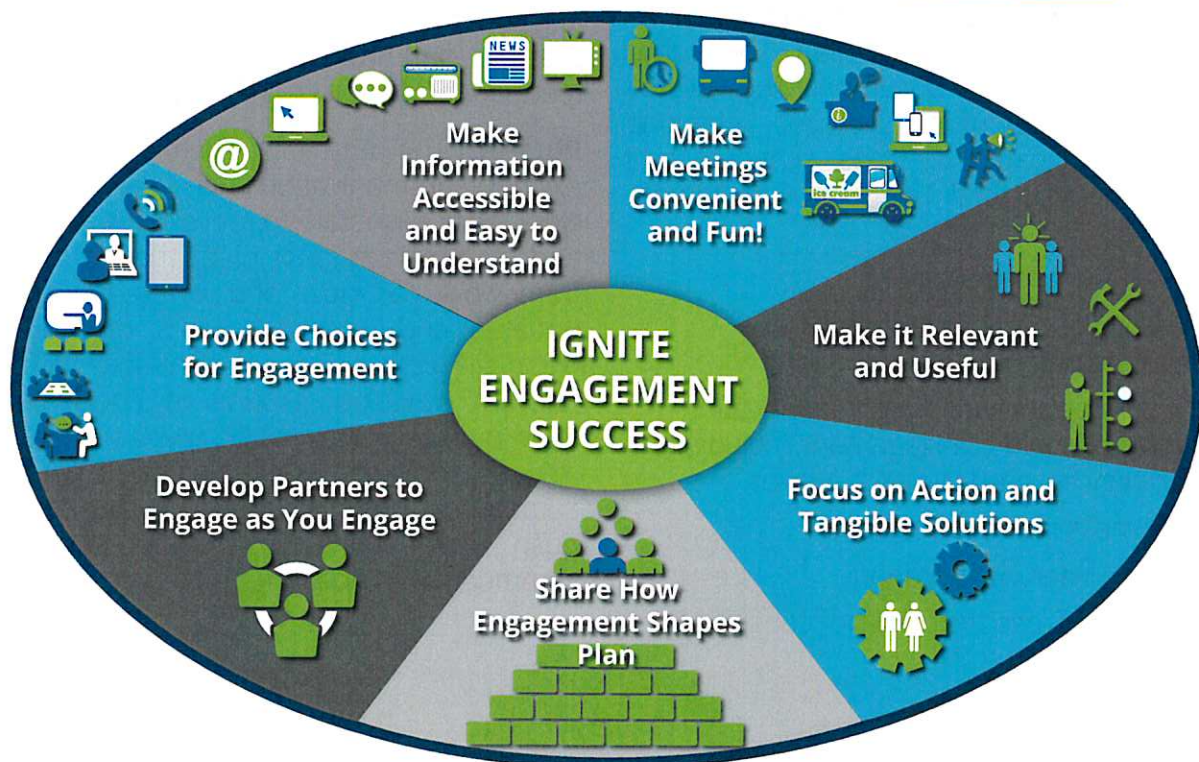 NEWS
Make
Information
Accessible
and Easy to
Understand
@
Make
Meetings
Convenient
and Fun!
i
ice cream
Make it Relevant
and Useful
Focus on Action and
Tangible Solutions
Share How
Engagement Shapes
Plan
Develop Partners to
Engage as You Engage
Provide Choices
for Engagement
IGNITE
ENGAGEMENT
SUCCESS